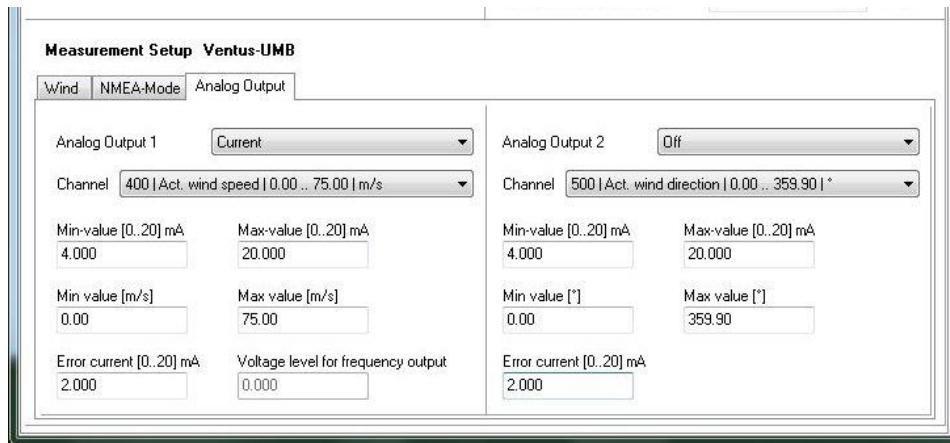 Measurement Setup Ventus-UMB
Wind NMEA-Mode Analog Output
Analog Output 1 Current
Channel 400 | Act. wind speed | 0.00 .. 75.00 | m/s
Min-value [0..20] mA Max-value [0..20] mA
4.000 20.000
Min value [m/s] Max value [m/s]
0.00 75.00
Error current [0..20] mA Voltage level for frequency output
2.000 0.000
Analog Output 2 Off
Channel 500 | Act. wind direction | 0.00 .. 359.90 | °
Min-value [0..20] mA Max-value [0..20] mA
4.000 20.000
Min value [°] Max value [°]
0.00 359.90
Error current [0..20] mA
2.000